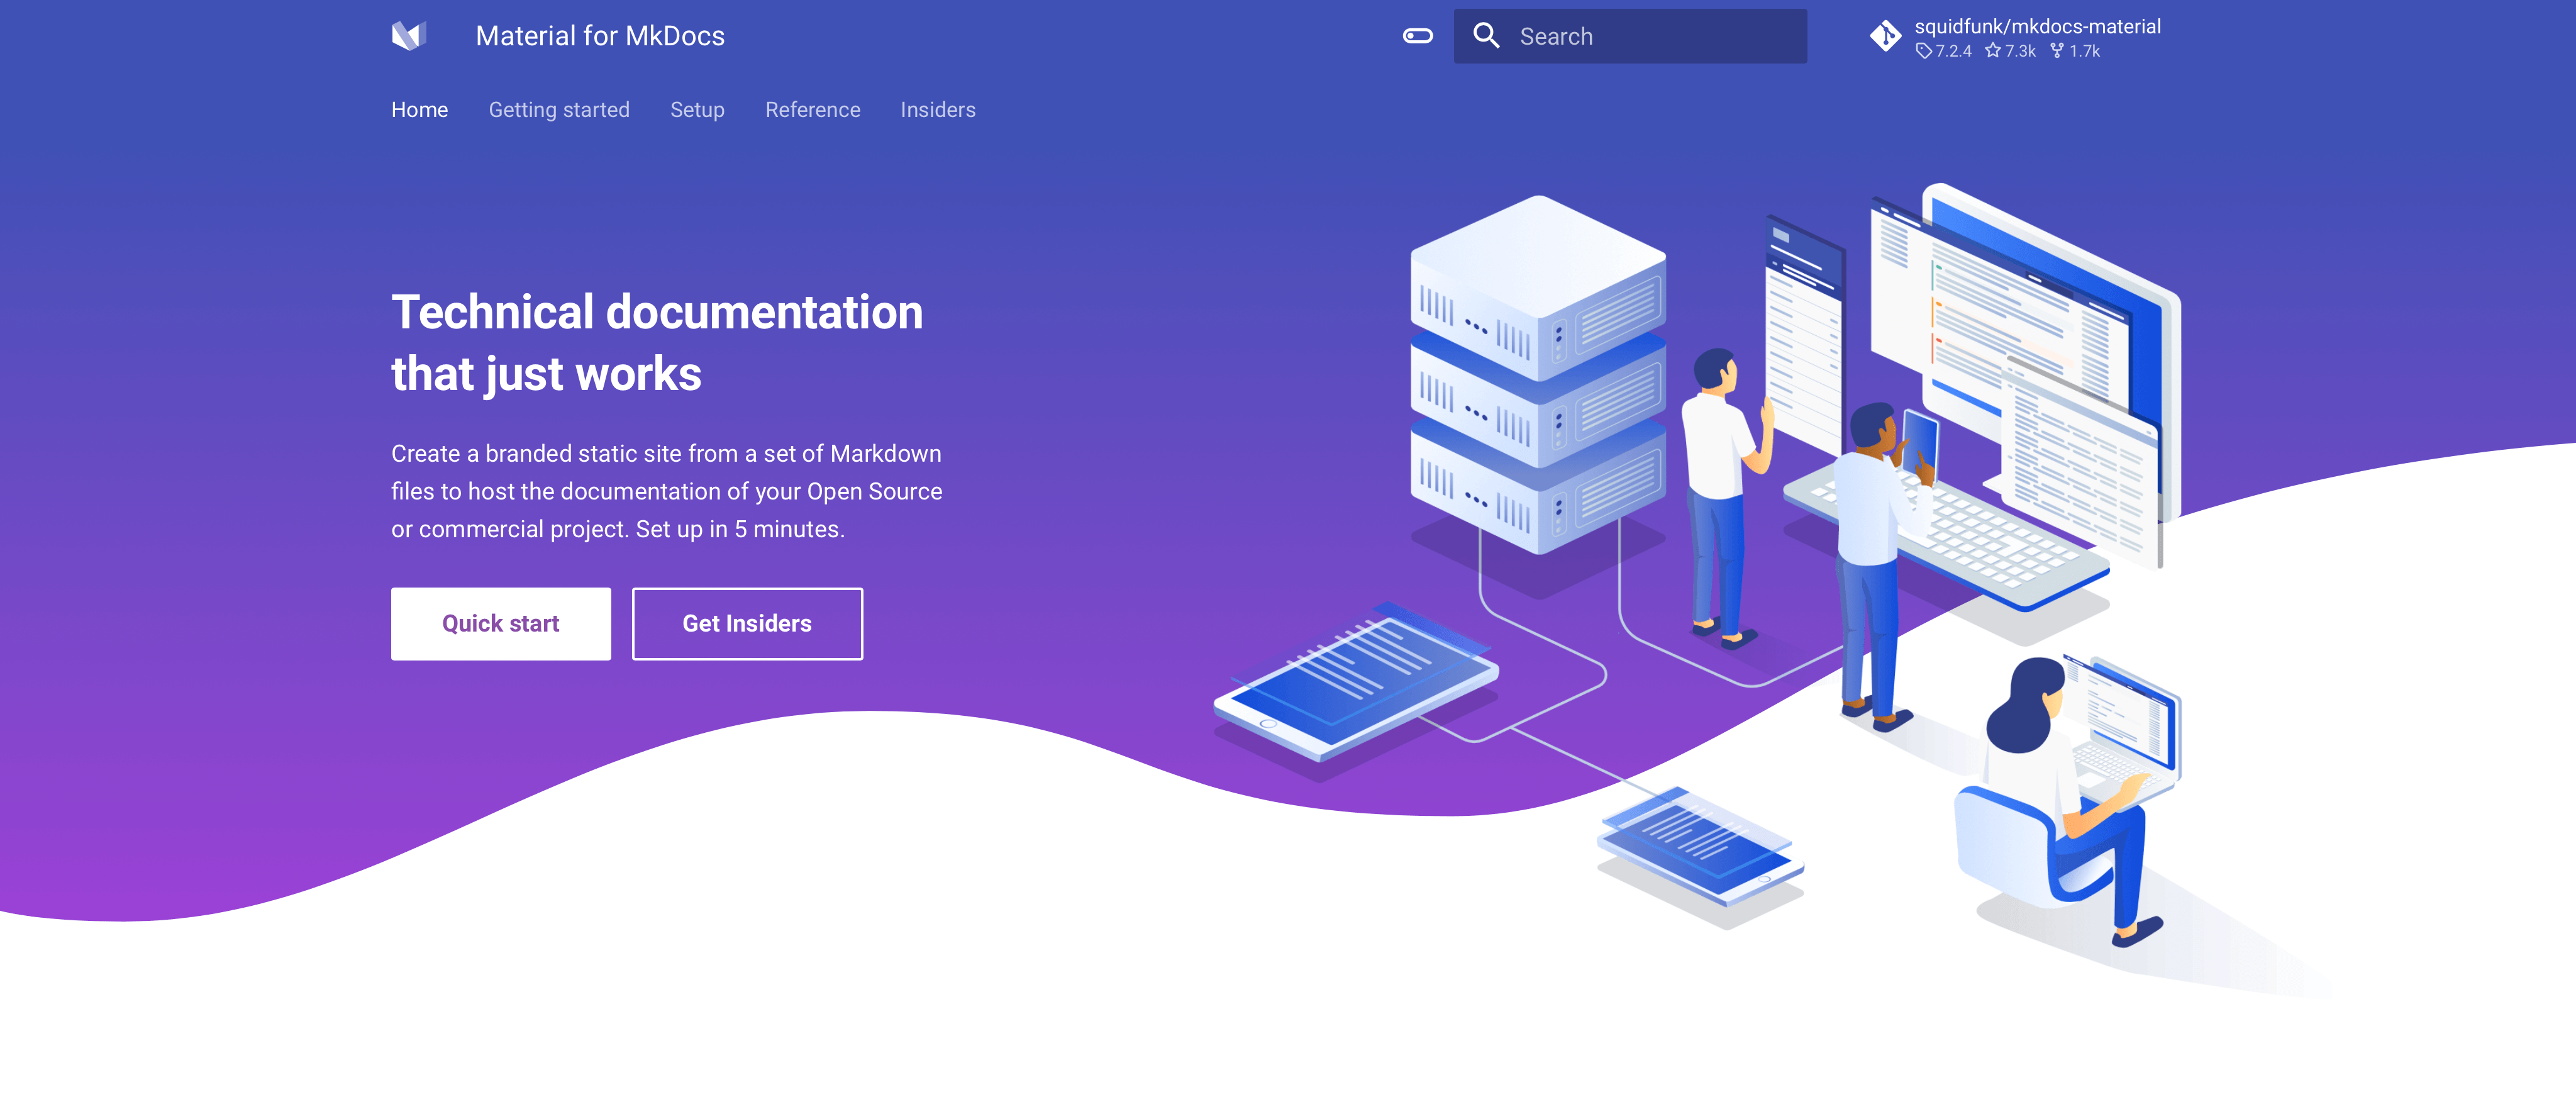 Material for MkDocs
Search
squidfunk/mkdocs-material
7.2.4 7.3k 1.7k
Home Getting started Setup Reference Insiders
Technical documentation
that just works
Create a branded static site from a set of Markdown
files to host the documentation of your Open Source
or commercial project. Set up in 5 minutes.
Quick start Get Insiders